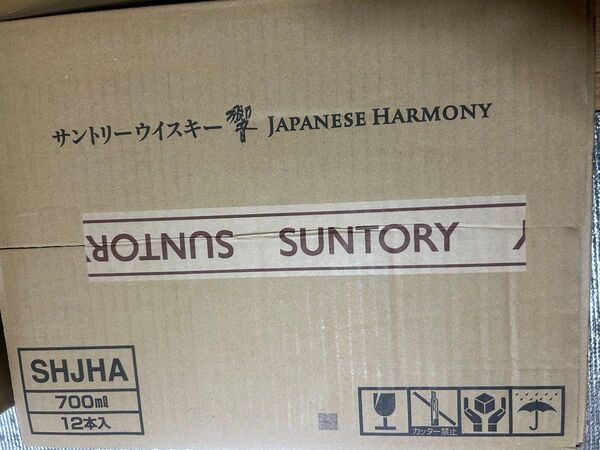 サントリーウイスキー 響 JAPANESE HARMONY
SUNTORY SUNTORY Y
SHJHA
700ml
12本入
カッター禁止